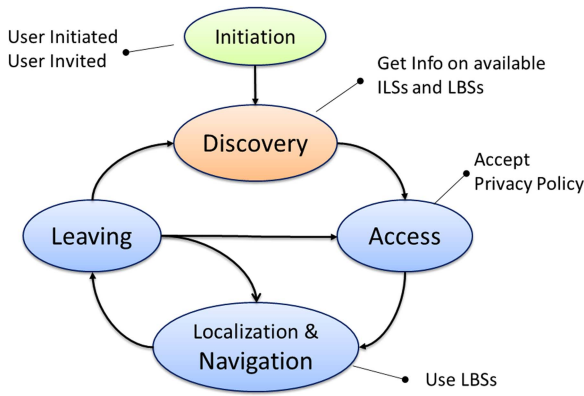 User Initiated
User Invited
Initiation
Get Info on available
ILSs and LBSs
Discovery
Accept
Privacy Policy
Leaving
Access
Localization &
Navigation
Use LBSs